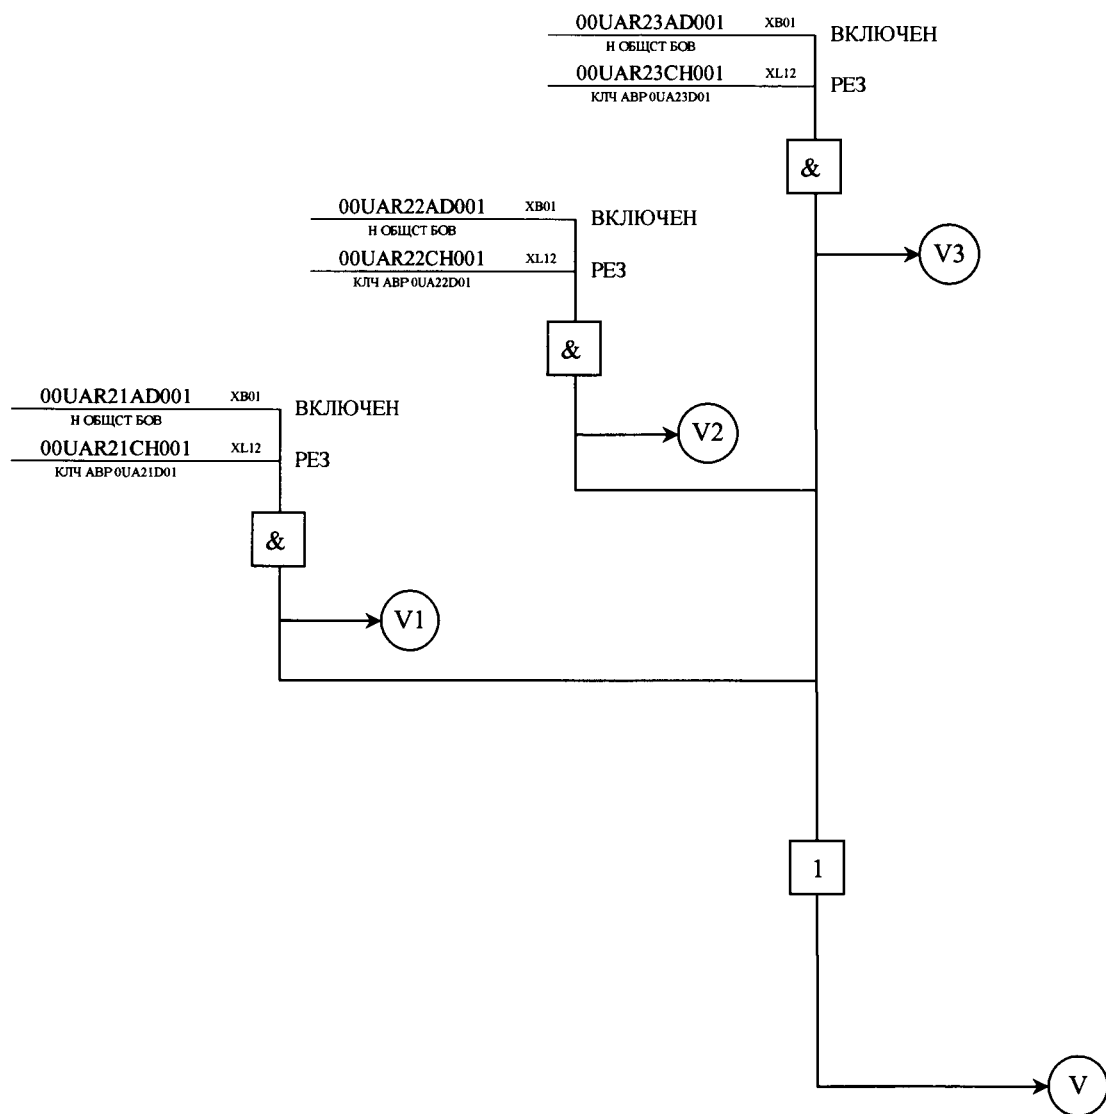 00UAR23AD001 XB01 ВКЛЮЧЕН
Н ОБЩСТ БОВ
00UAR23CH001 XL12 РЕЗ
КЛЧ АВР 0UA23D01
&
V3
00UAR22AD001 XB01 ВКЛЮЧЕН
Н ОБЩСТ БОВ
00UAR22CH001 XL12 РЕЗ
КЛЧ АВР 0UA22D01
&
V2
00UAR21AD001 XB01 ВКЛЮЧЕН
Н ОБЩСТ БОВ
00UAR21CH001 XL12 РЕЗ
КЛЧ АВР 0UA21D01
&
V1
1
V